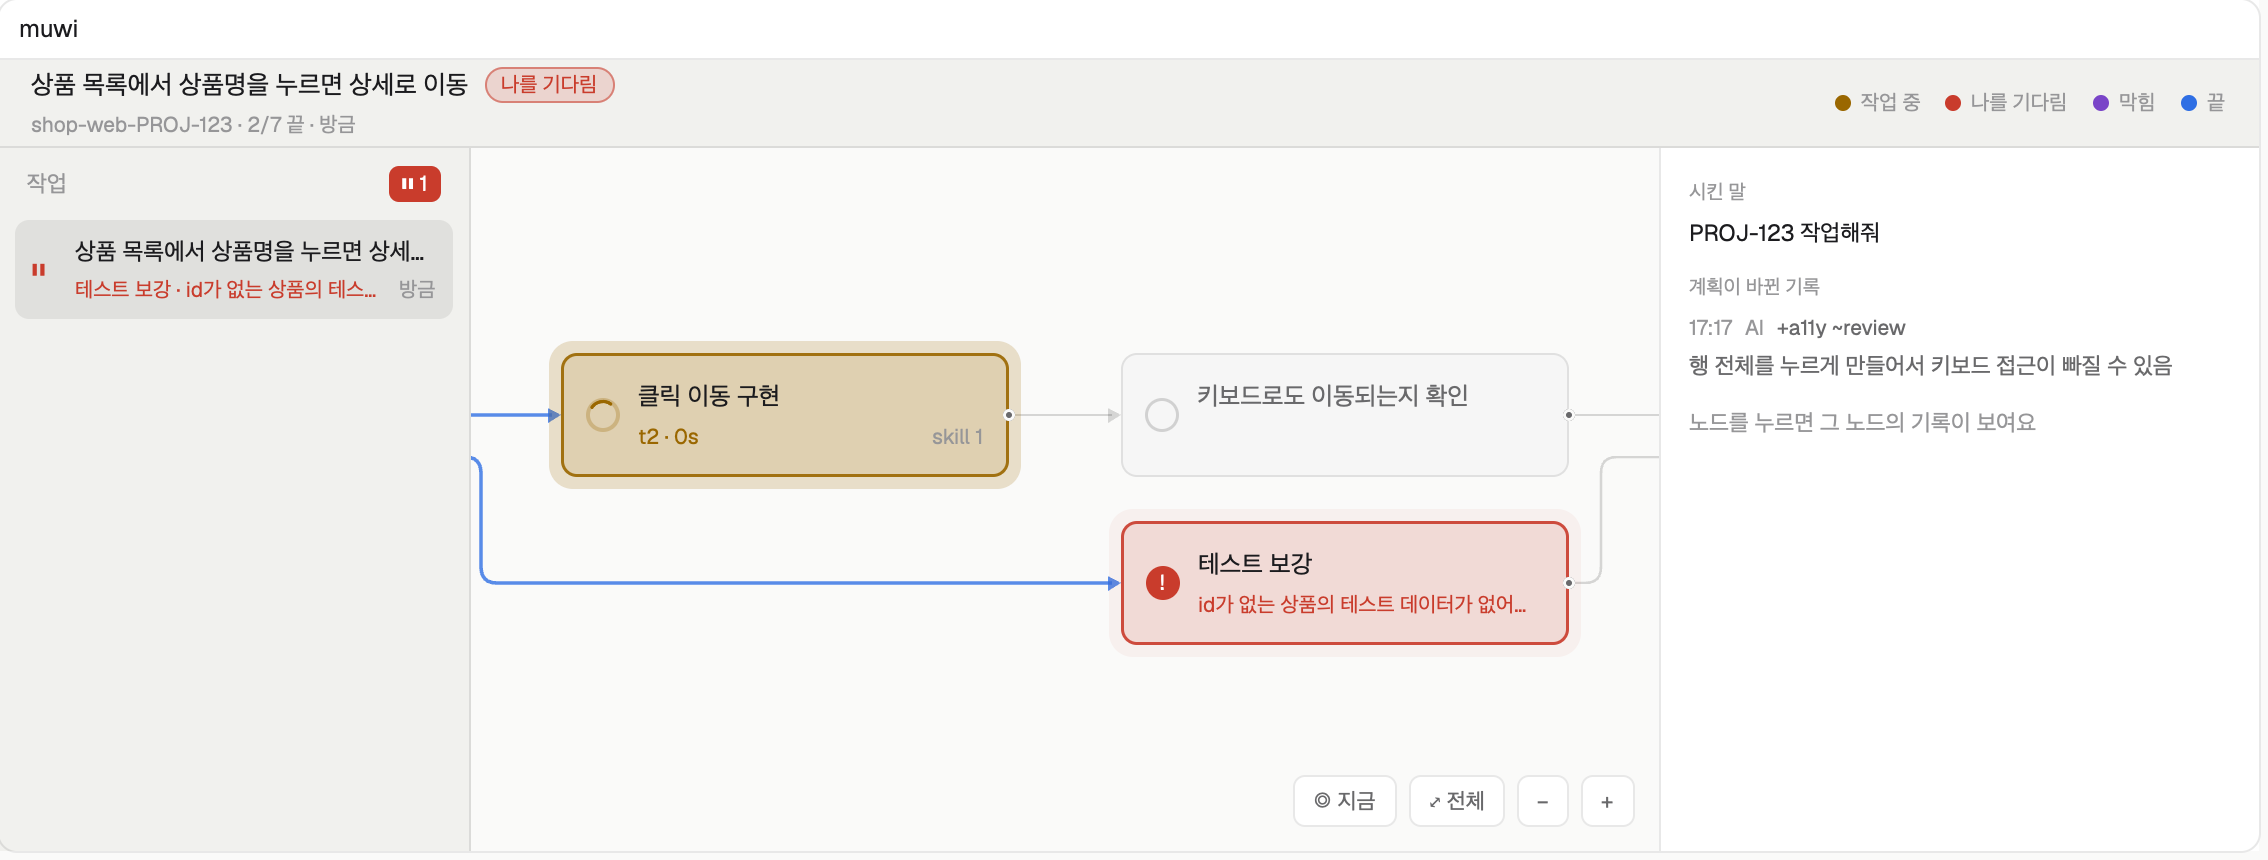 muwi
상품 목록에서 상품명을 누르면 상세로 이동 나를 기다림
shop-web-PROJ-123 · 2/7 끝 · 방금
작업 중 나를 기다림 막힘 끝
작업 1
상품 목록에서 상품명을 누르면 상세...
테스트 보강 · id가 없는 상품의 테스... 방금
클릭 이동 구현
t2 · 0s skill 1
키보드로도 이동되는지 확인
! 테스트 보강
id가 없는 상품의 테스트 데이터가 없어...
지금 전체 − +
시킨 말
PROJ-123 작업해줘
계획이 바뀐 기록
17:17 AI +a11y ~review
행 전체를 누르게 만들어서 키보드 접근이 빠질 수 있음
노드를 누르면 그 노드의 기록이 보여요